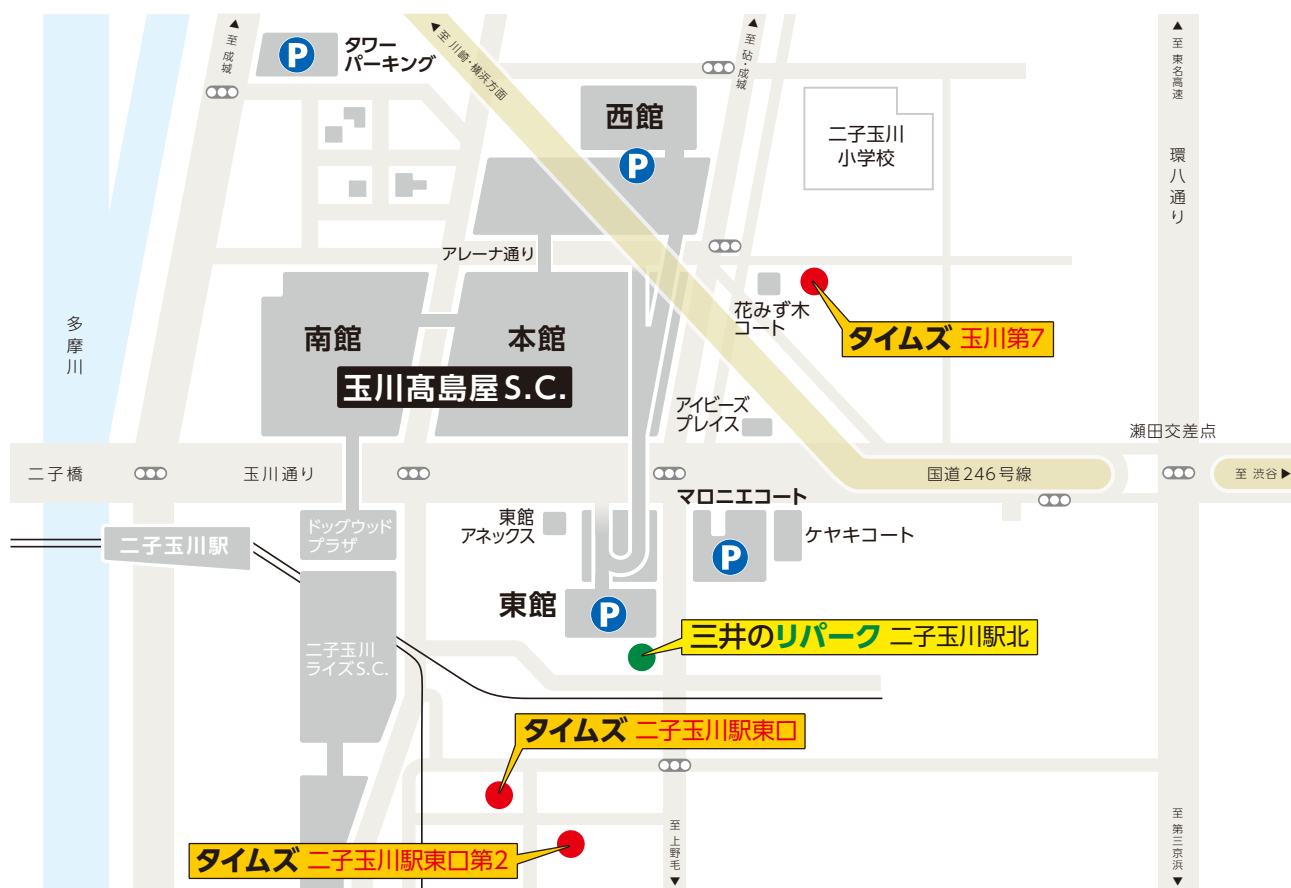 ▲至 成城
P
タワー
パーキング
▲至 川崎・横浜方面
▲至 砧・成城
▲至 東名高速
西館
P
二子玉川
小学校
環八通り
アレーナ通り
花みず木
コート
タイムズ 玉川第7
多摩川
南館
本館
玉川髙島屋S.C.
アイビーズ
プレイス
瀬田交差点
二子橋
玉川通り
国道246号線
至 渋谷▶
マロニエコート
ドッグウッド
プラザ
東館
アネックス
P
ケヤキコート
二子玉川駅
東館
P
三井のリパーク 二子玉川駅北
二子玉川
ライズS.C.
タイムズ 二子玉川駅東口
タイムズ 二子玉川駅東口第2
至 上野毛▼
至 第三京浜▼